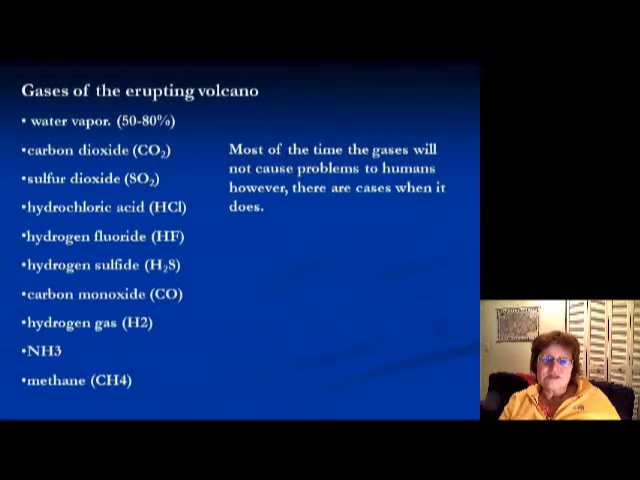 Gases of the erupting volcano
• water vapor. (50-80%)
•carbon dioxide (CO₂)
•sulfur dioxide (SO₂)
•hydrochloric acid (HCl)
•hydrogen fluoride (HF)
•hydrogen sulfide (H₂S)
•carbon monoxide (CO)
•hydrogen gas (H2)
•NH3
•methane (CH4)
Most of the time the gases will
not cause problems to humans
however, there are cases when it
does.